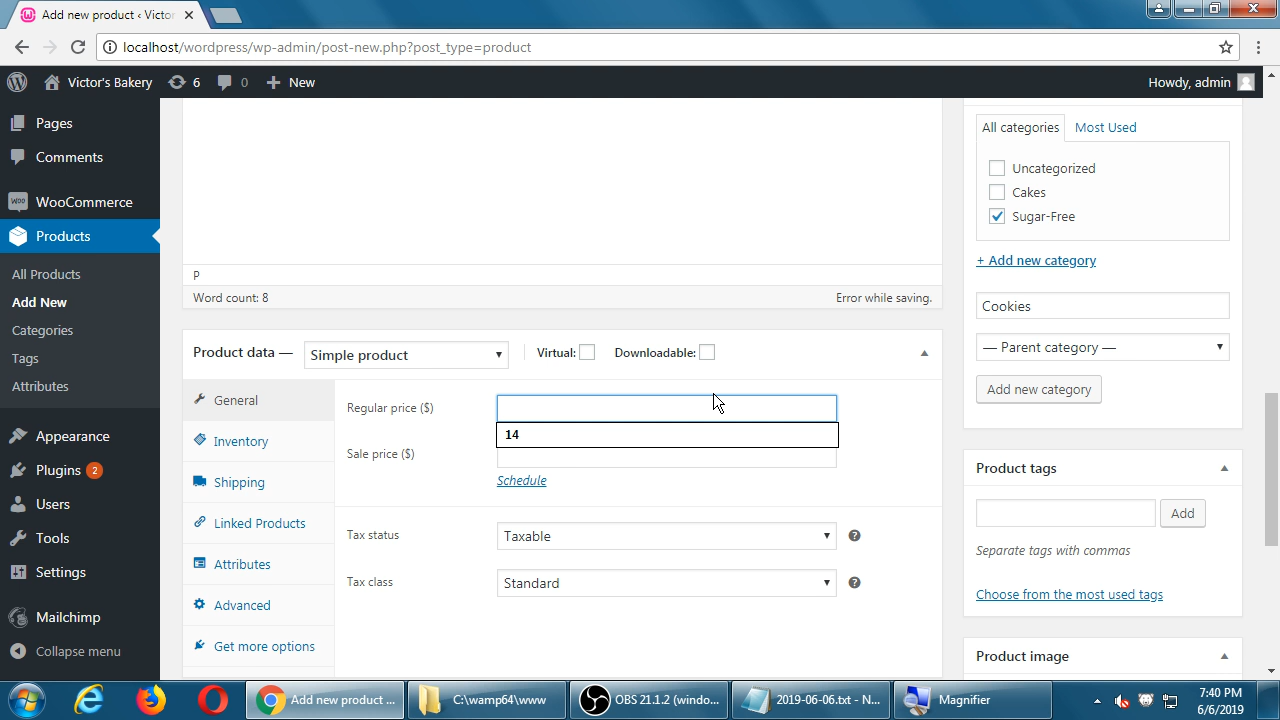 Add new product ‹ Victor
localhost/wordpress/wp-admin/post-new.php?post_type=product
Victor's Bakery 6 0 New Howdy, admin
Pages
Comments
WooCommerce
Products
All Products
Add New
Categories
Tags
Attributes
Appearance
Plugins 2
Users
Tools
Settings
Mailchimp
Collapse menu
P
Word count: 8 Error while saving.
Product data — Simple product Virtual: Downloadable:
General
Inventory
Shipping
Linked Products
Attributes
Advanced
Get more options
Regular price ($)
14
Sale price ($)
Schedule
Tax status Taxable
Tax class Standard
All categories Most Used
Uncategorized
Cakes
Sugar-Free
+ Add new category
Cookies
— Parent category —
Add new category
Product tags
Add
Separate tags with commas
Choose from the most used tags
Product image
Add new product ... C:\wamp64\www OBS 21.1.2 (windo... 2019-06-06.txt - N... Magnifier
7:40 PM
6/6/2019